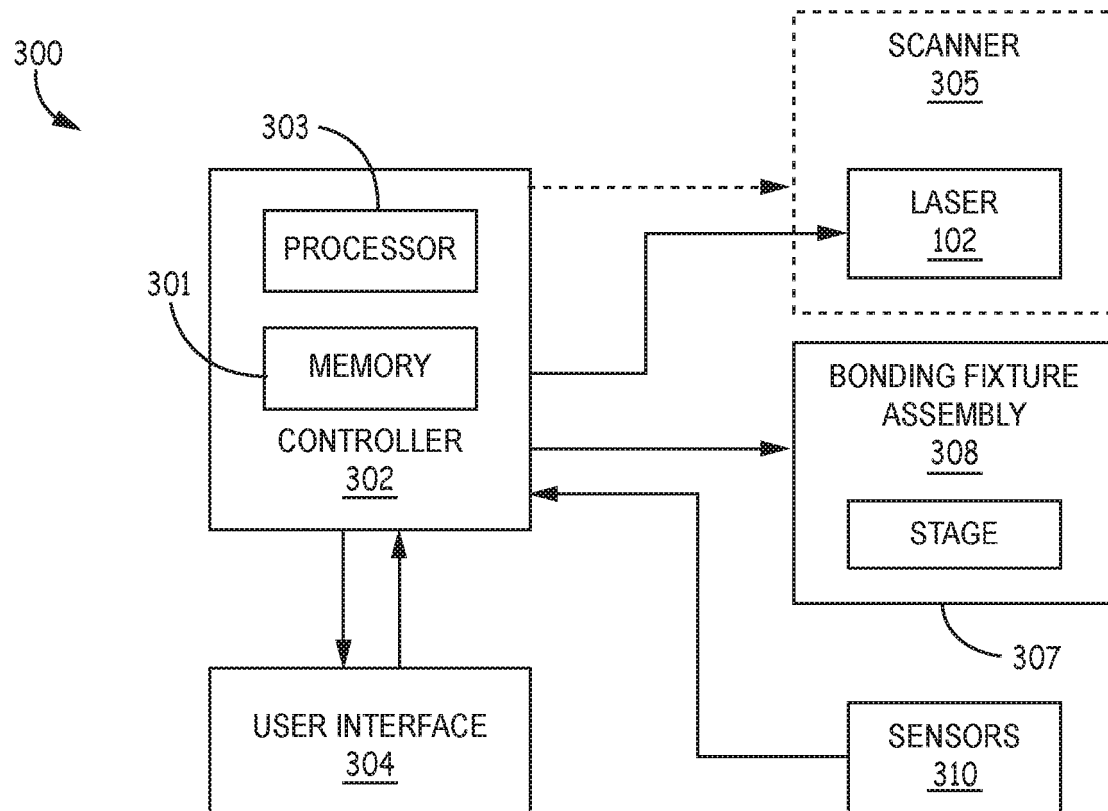 300
SCANNER
305
303
LASER
102
PROCESSOR
301
MEMORY
CONTROLLER
302
BONDING FIXTURE
ASSEMBLY
308
STAGE
307
USER INTERFACE
304
SENSORS
310